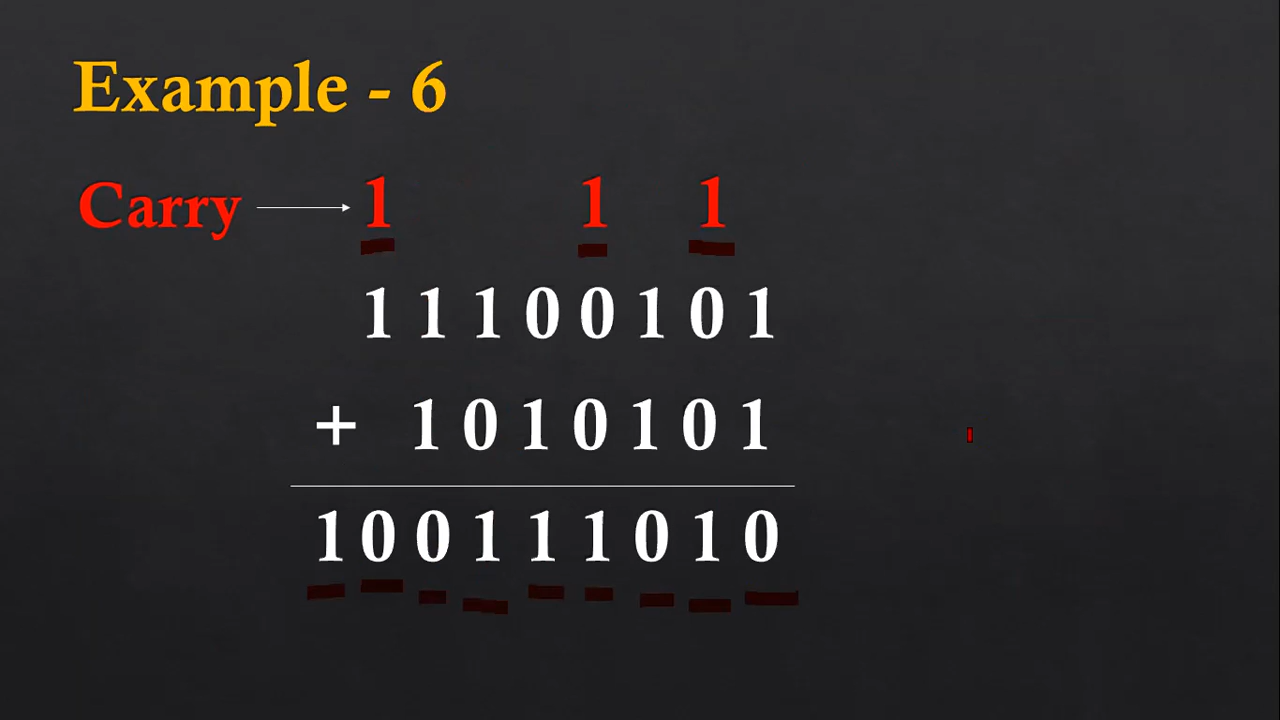 Example - 6
Carry 1 1 1
1 1 1 0 0 1 0 1
+ 1 0 1 0 1 0 1
1 0 0 1 1 1 0 1 0